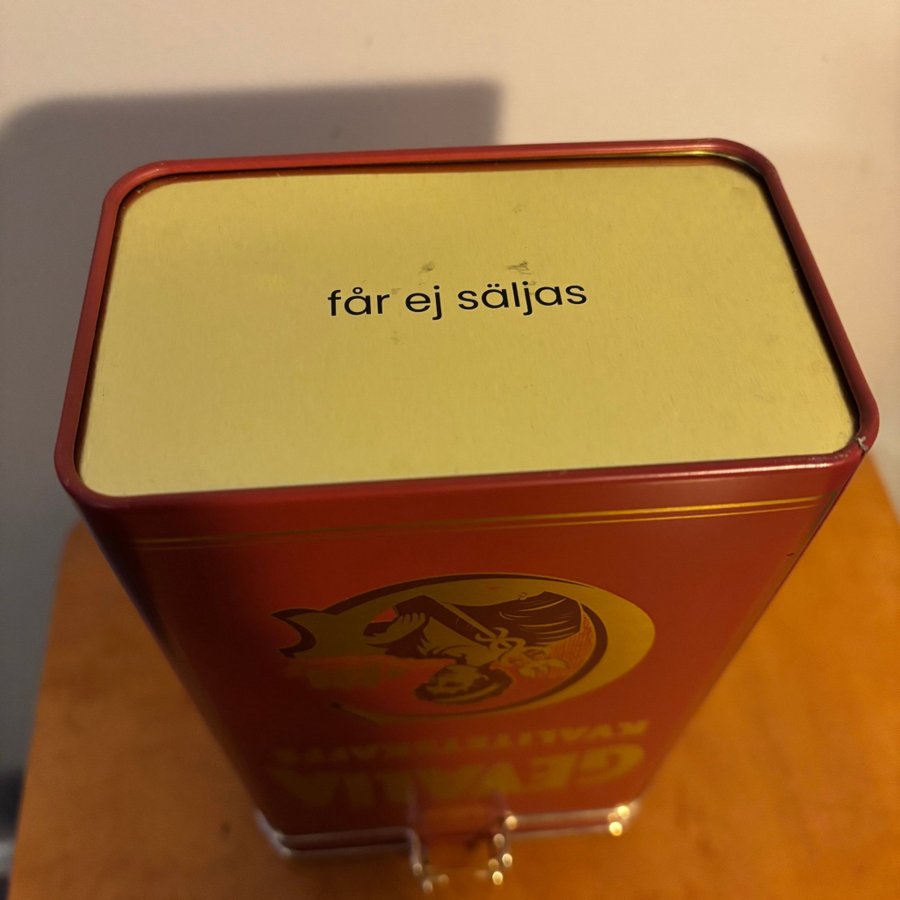 får ej säljas
GEVALIA
KVALITETSKAFFE